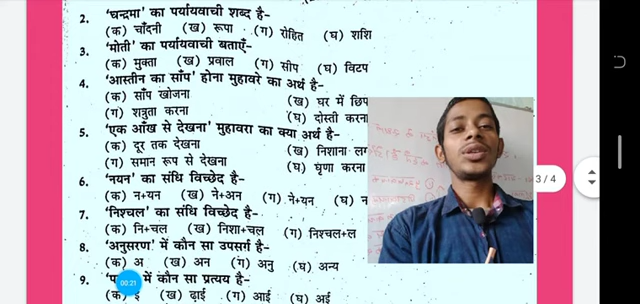 2. 'चन्द्रमा' का पर्यायवाची शब्द है-
(क) चाँदनी (ख) रूपा (ग) रोहित (घ) शशि
3. 'मोती' का पर्यायवाची बताएँ-
(क) मुक्ता (ख) प्रवाल (ग) सीप (घ) विटप
4. 'आस्तीन का साँप' होना मुहावरे का अर्थ है-
(क) साँप खोजना (ख) घर में छिप
(ग) शत्रुता करना (घ) दोस्ती करना
5. 'एक आँख से देखना' मुहावरा का क्या अर्थ है-
(क) दूर तक देखना (ख) निशाना
(ग) समान रूप से देखना (घ) घृणा करना
6. 'नयन' का संधि विच्छेद है-
(क) न+यन (ख) ने+अन (ग) ने+यन (घ) न
3 / 4
7. 'निश्चल' का संधि विच्छेद है-
(क) नि+चल (ख) निशा+चल (ग) निश्चल+ल
8. 'अनुसरण' में कौन सा उपसर्ग है-
(क) अ (ख) अन (ग) अनु (घ) अन्य
9. में कौन सा प्रत्यय है-
00:21
(क) ई (ख) ढ़ाई (ग) आई (घ) अई